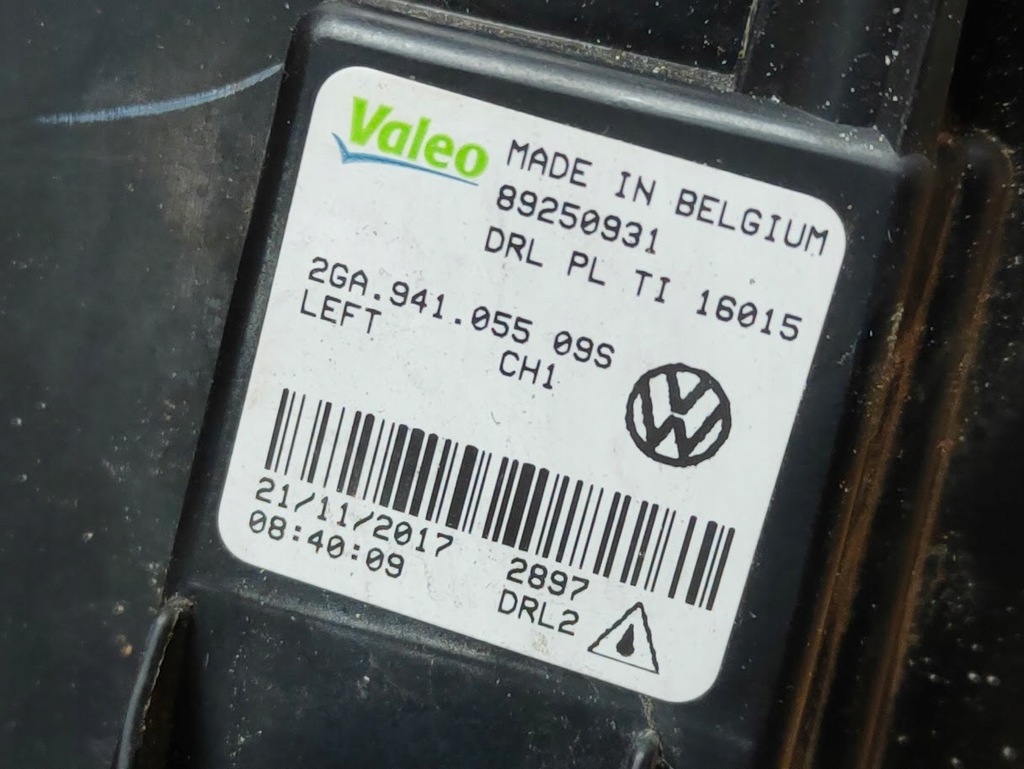 Valeo
MADE IN BELGIUM
89250931
DRL PL TI 16015
2GA.941.055 09S
LEFT
CH1
21/11/2017
08:40:09
2897
DRL2